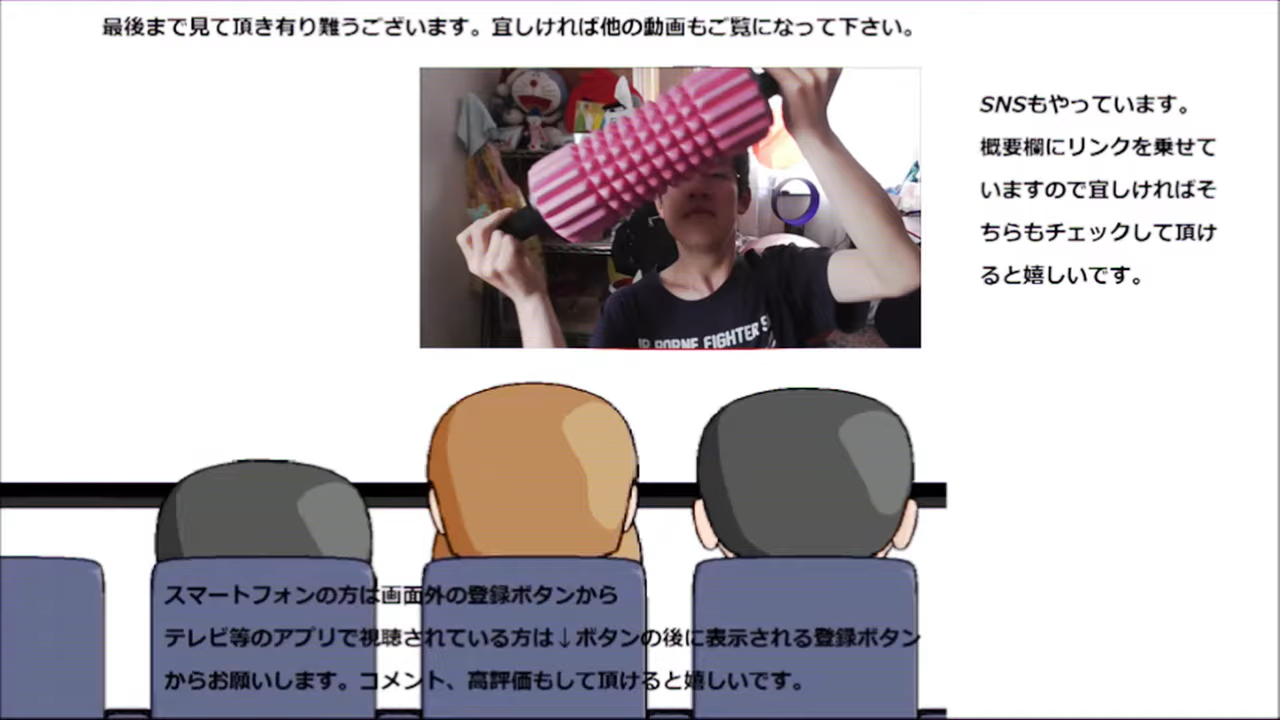 最後まで見て頂き有り難うございます。宜しければ他の動画もご覧になって下さい。
SNSもやっています。
概要欄にリンクを乗せて
いますので宜しければそ
ちらもチェックして頂け
ると嬉しいです。
BORNE FIGHTER
スマートフォンの方は画面外の登録ボタンから
テレビ等のアプリで視聴されている方は↓ボタンの後に表示される登録ボタン
からお願いします。コメント、高評価もして頂けると嬉しいです。